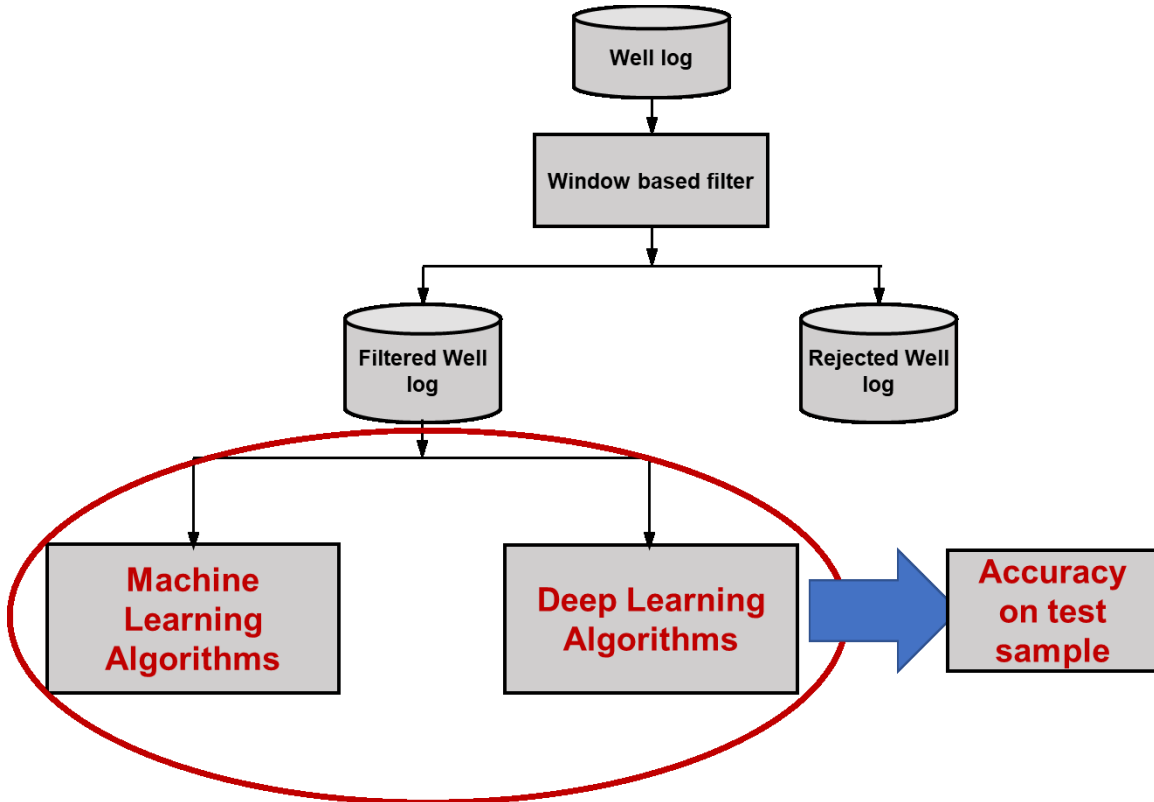 Well log
Window based filter
Filtered Well
log
Rejected Well
log
Machine
Learning
Algorithms
Deep Learning
Algorithms
Accuracy
on test
sample